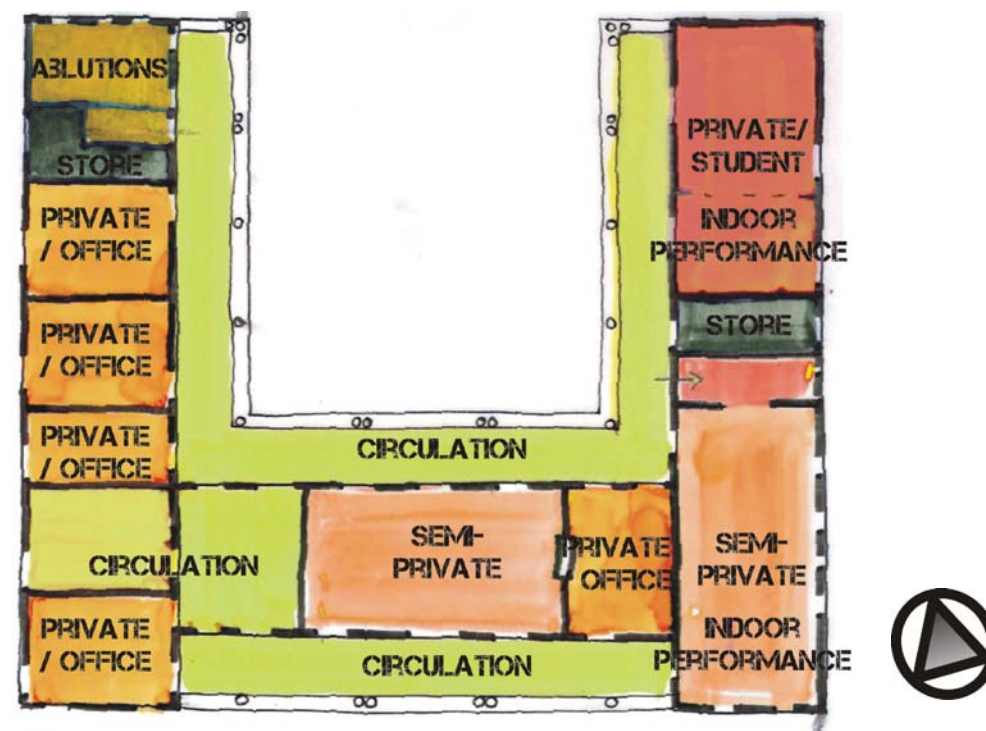 ABLUTIONS
STORE
PRIVATE
/ OFFICE
PRIVATE
/ OFFICE
PRIVATE
/ OFFICE
CIRCULATION
PRIVATE
/ OFFICE
CIRCULATION
SEMI-
PRIVATE
PRIVATE
OFFICE
CIRCULATION
PRIVATE/
STUDENT
INDOOR
PERFORMANCE
STORE
SEMI-
PRIVATE
INDOOR
PERFORMANCE